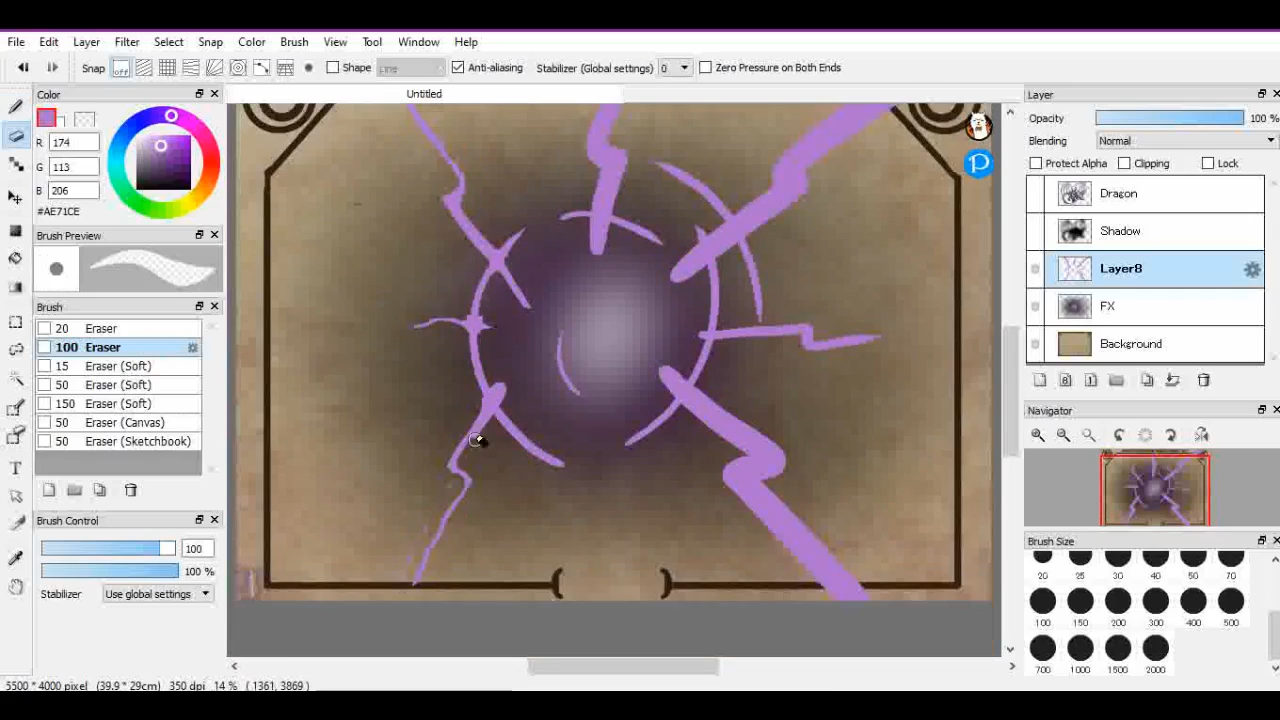 File Edit Layer Filter Select Snap Color Brush View Tool Window Help
Snap off Shape Anti-aliasing Stabilizer (Global settings) 0 Zero Pressure on Both Ends
Color
R 174
G 113
B 206
#AE71CE
Brush Preview
Brush
20 Eraser
100 Eraser
15 Eraser (Soft)
50 Eraser (Soft)
150 Eraser (Soft)
50 Eraser (Canvas)
50 Eraser (Sketchbook)
Brush Control
100
100 %
Stabilizer Use global settings
Untitled
Layer
Opacity 100 %
Blending Normal
Protect Alpha Clipping Lock
Dragon
Shadow
Layer8
FX
Background
Navigator
Brush Size
20 25 30 40 50 70
100 150 200 300 400 500
700 1000 1500 2000
5500 * 4000 pixel (39.9 * 29cm) 350 dpi 14 % ( 1361, 3869 )